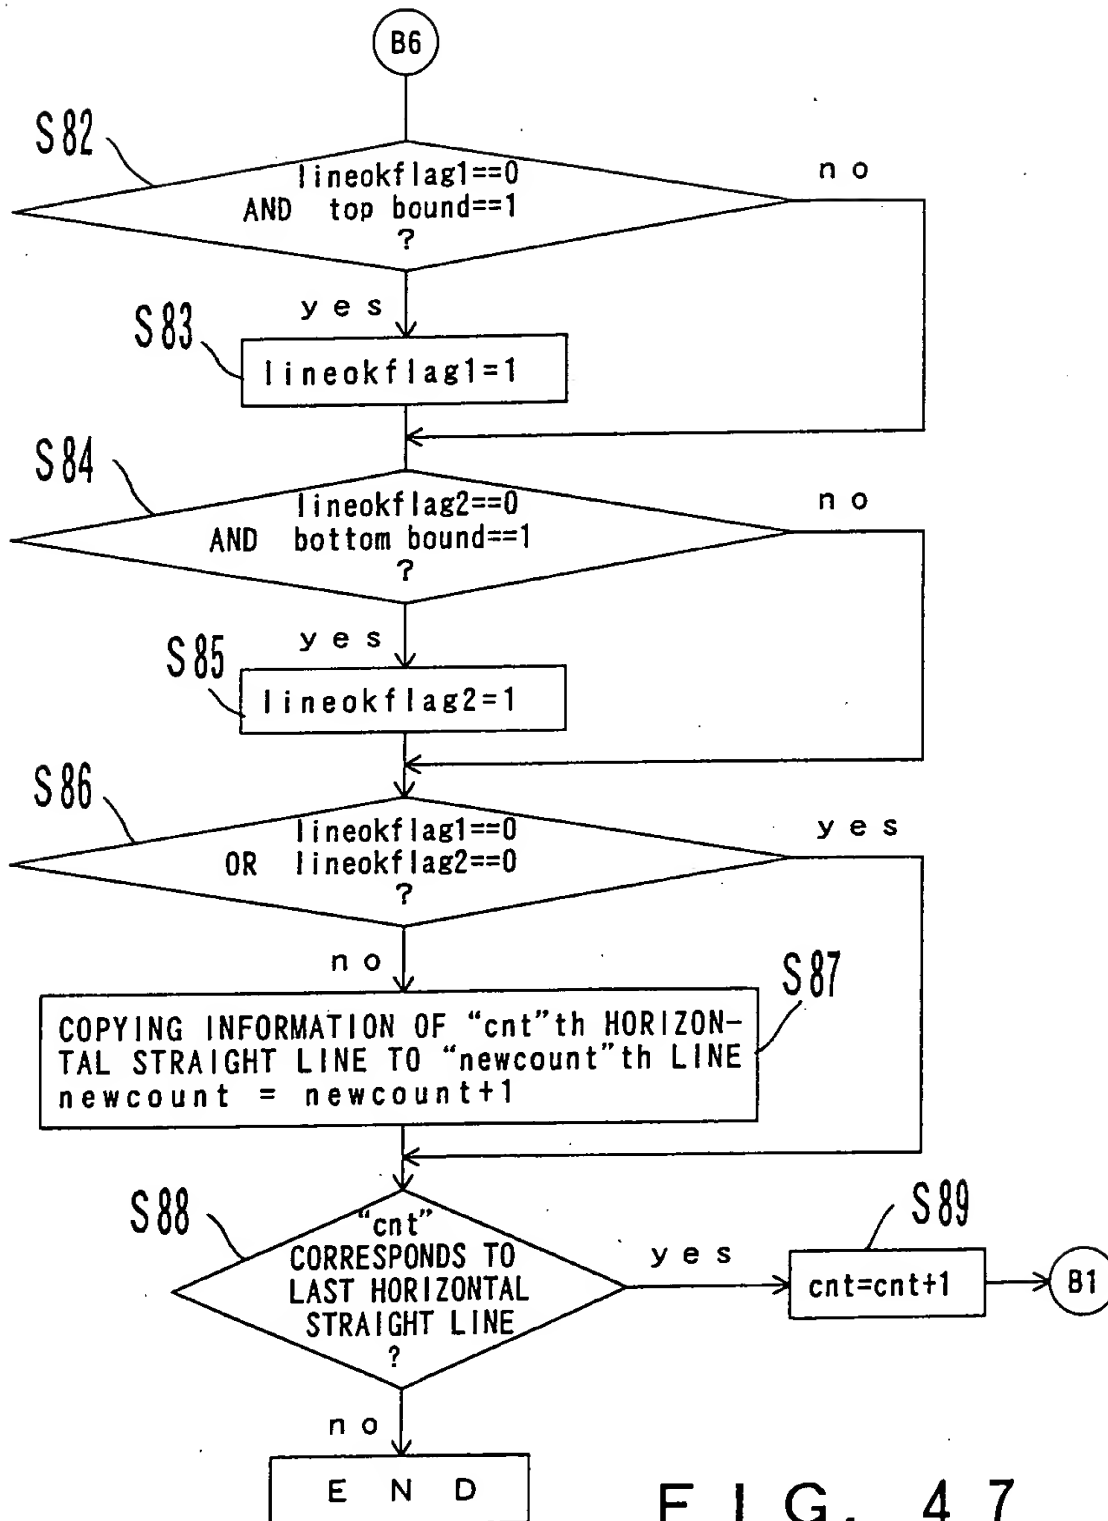 B6
S82
lineokflag1==0
AND top bound==1
?
no
yes
S83
lineokflag1=1
S84
lineokflag2==0
AND bottom bound==1
?
no
yes
S85
lineokflag2=1
S86
lineokflag1==0
OR lineokflag2==0
?
yes
no
S87
COPYING INFORMATION OF “cnt”th HORIZON-
TAL STRAIGHT LINE TO “newcount”th LINE
newcount = newcount+1
S88
“cnt”
CORRESPONDS TO
LAST HORIZONTAL
STRAIGHT LINE
?
yes
S89
cnt=cnt+1
B1
no
END
FIG. 47